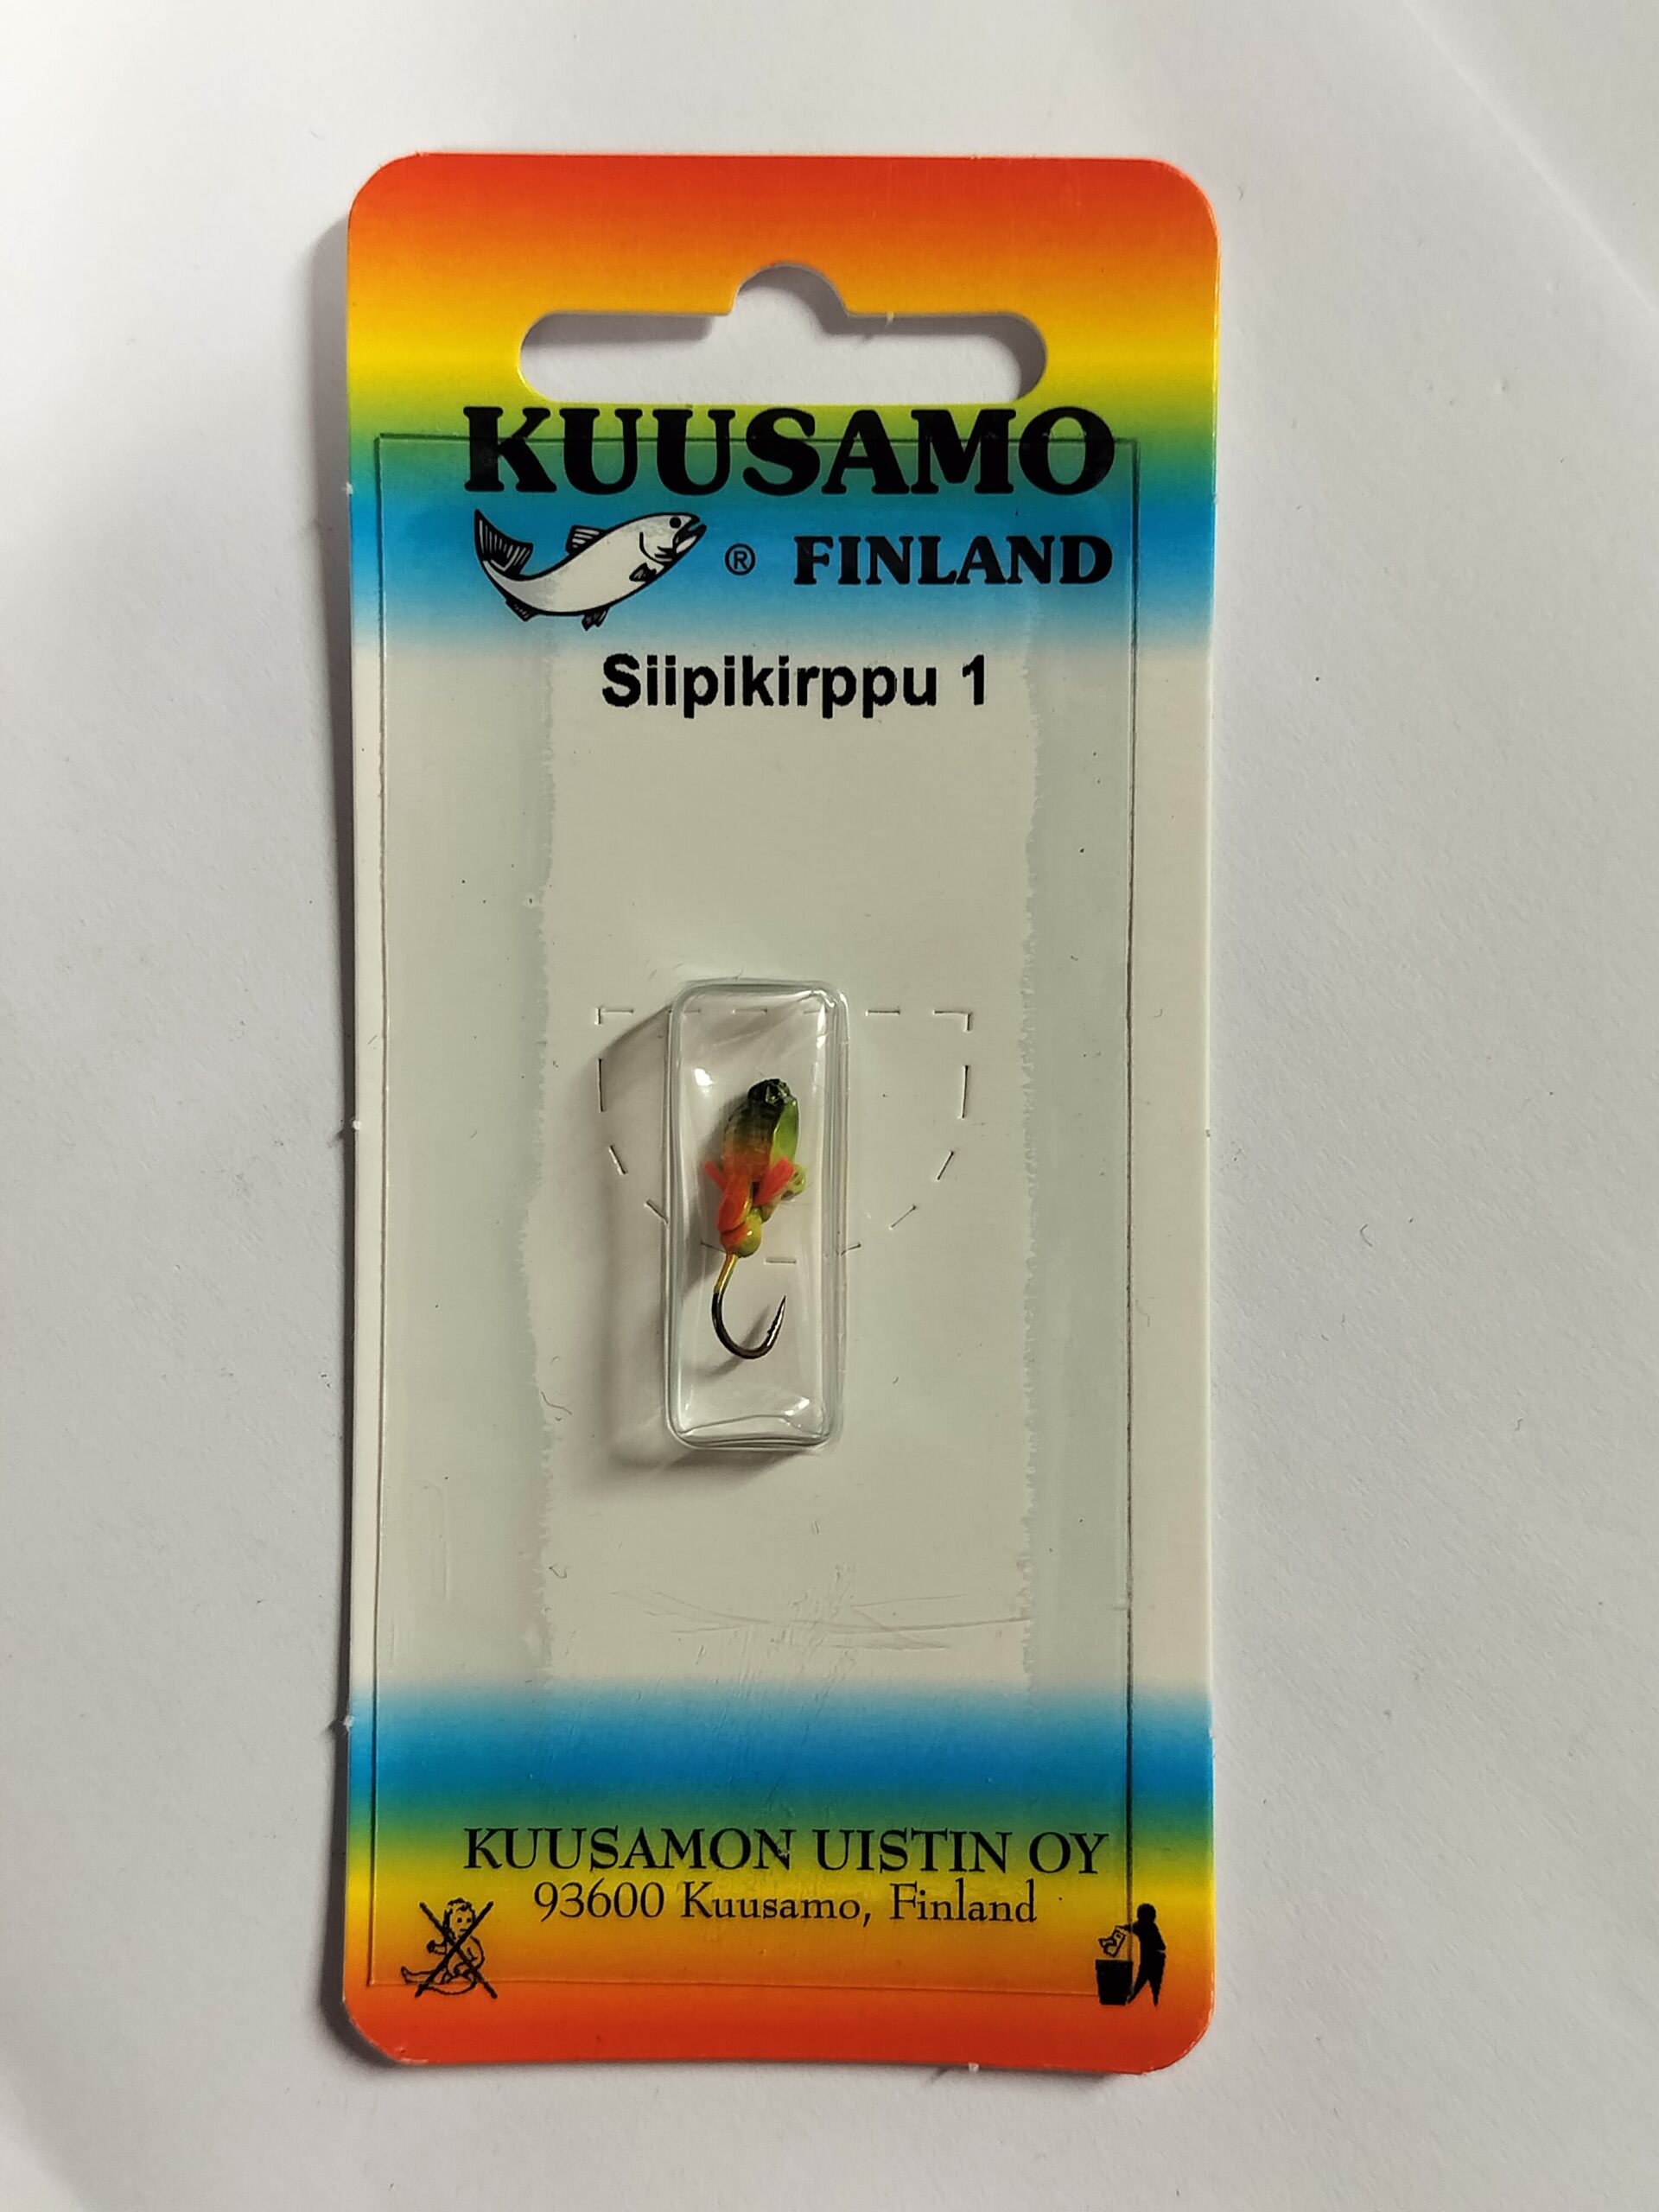 KUUSAMO
® FINLAND
Siipikirppu 1
KUUSAMON UISTIN OY
93600 Kuusamo, Finland